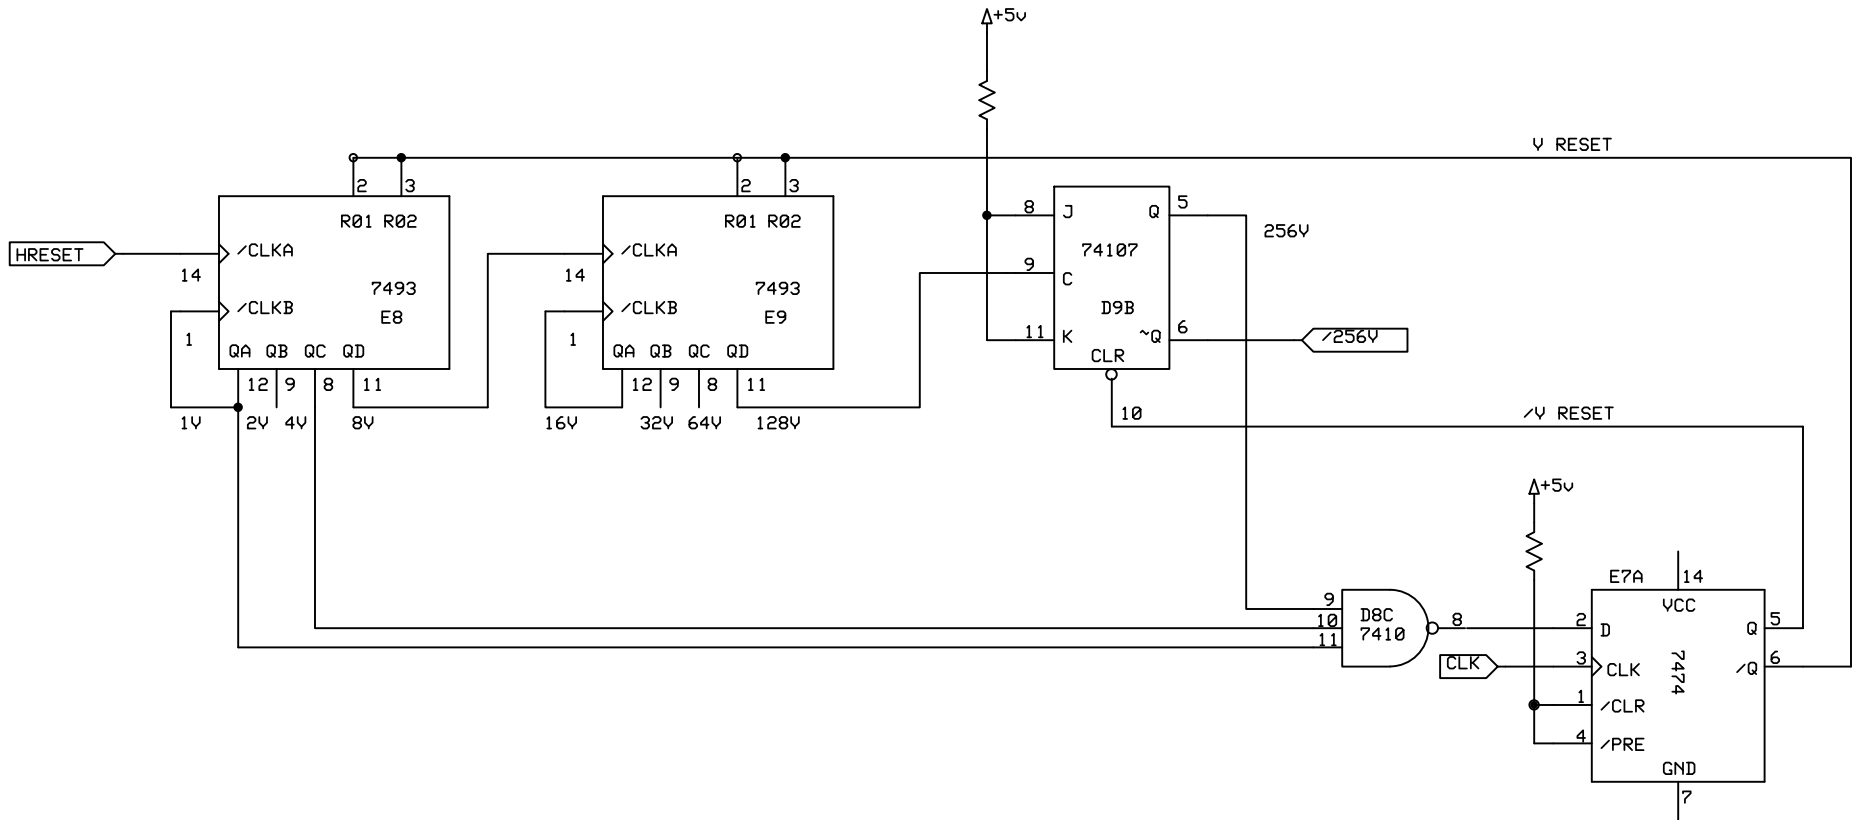 +5v
V RESET
2 3
2 3
R01 R02
R01 R02
HRESET
/CLKA
14
7493
/CLKB
E8
1
QA QB QC QD
12 9 8 11
1V 2V 4V 8V
/CLKA
14
7493
/CLKB
E9
1
QA QB QC QD
12 9 8 11
16V 32V 64V 128V
8 J Q 5
74107
256V
9
C
D9B
11 K ~Q 6
/256V
CLR
10
/V RESET
+5v
E7A 14
VCC
9
10
11
D8C
7410
8
2 D Q 5
CLK
3 CLK /Q 6
7474
1 /CLR
4 /PRE
GND
7